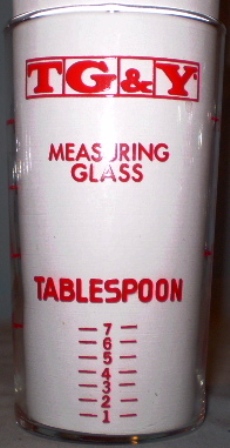 TG&Y
MEASURING
GLASS
TABLESPOON
— 7 —
— 6 —
— 5 —
— 4 —
— 3 —
— 2 —
— 1 —